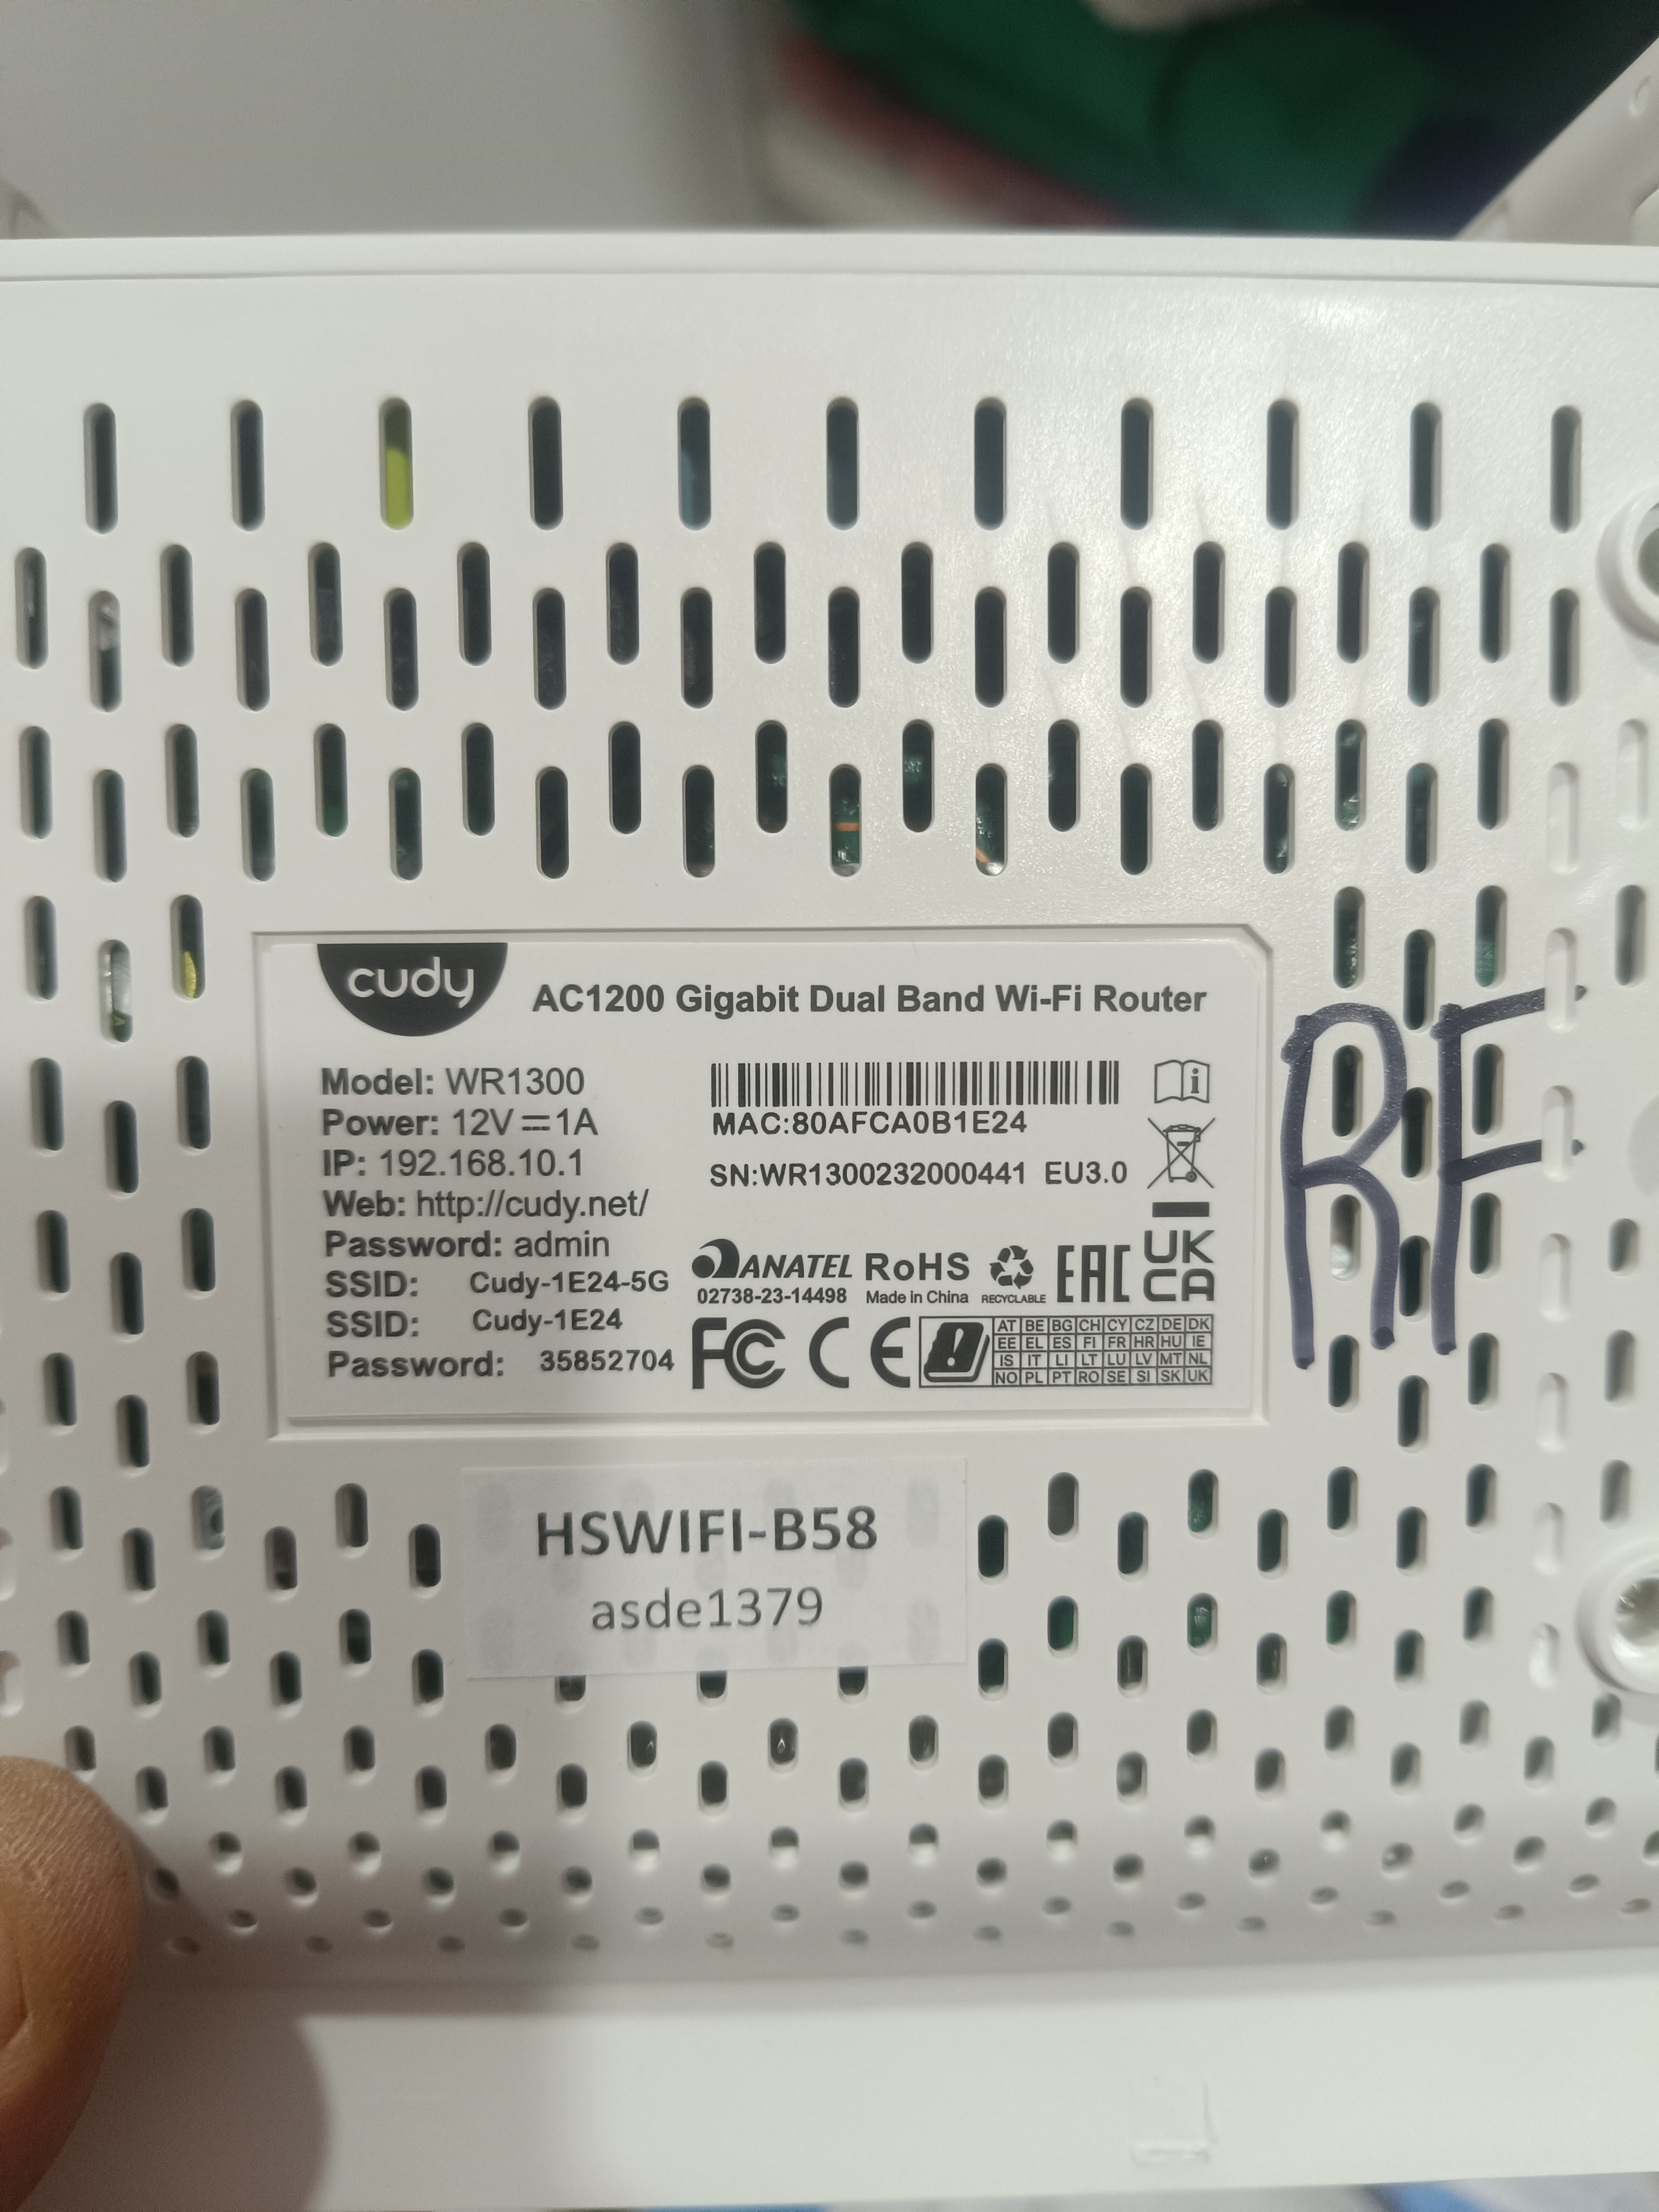 cudy
AC1200 Gigabit Dual Band Wi-Fi Router
Model: WR1300
Power: 12V⎓1A
IP: 192.168.10.1
Web: http://cudy.net/
Password: admin
SSID: Cudy-1E24-5G
SSID: Cudy-1E24
Password: 35852704
MAC:80AFCA0B1E24
SN:WR1300232000441 EU3.0
ANATEL
02738-23-14498
RoHS
Made in China
RECYCLABLE
EAC
UK
CA
FC
CE
AT BE BG CH CY CZ DE DK
EE EL ES FI FR HR HU IE
IS IT LI LT LU LV MT NL
NO PL PT RO SE SI SK UK
RF
HSWIFI-B58
asde1379